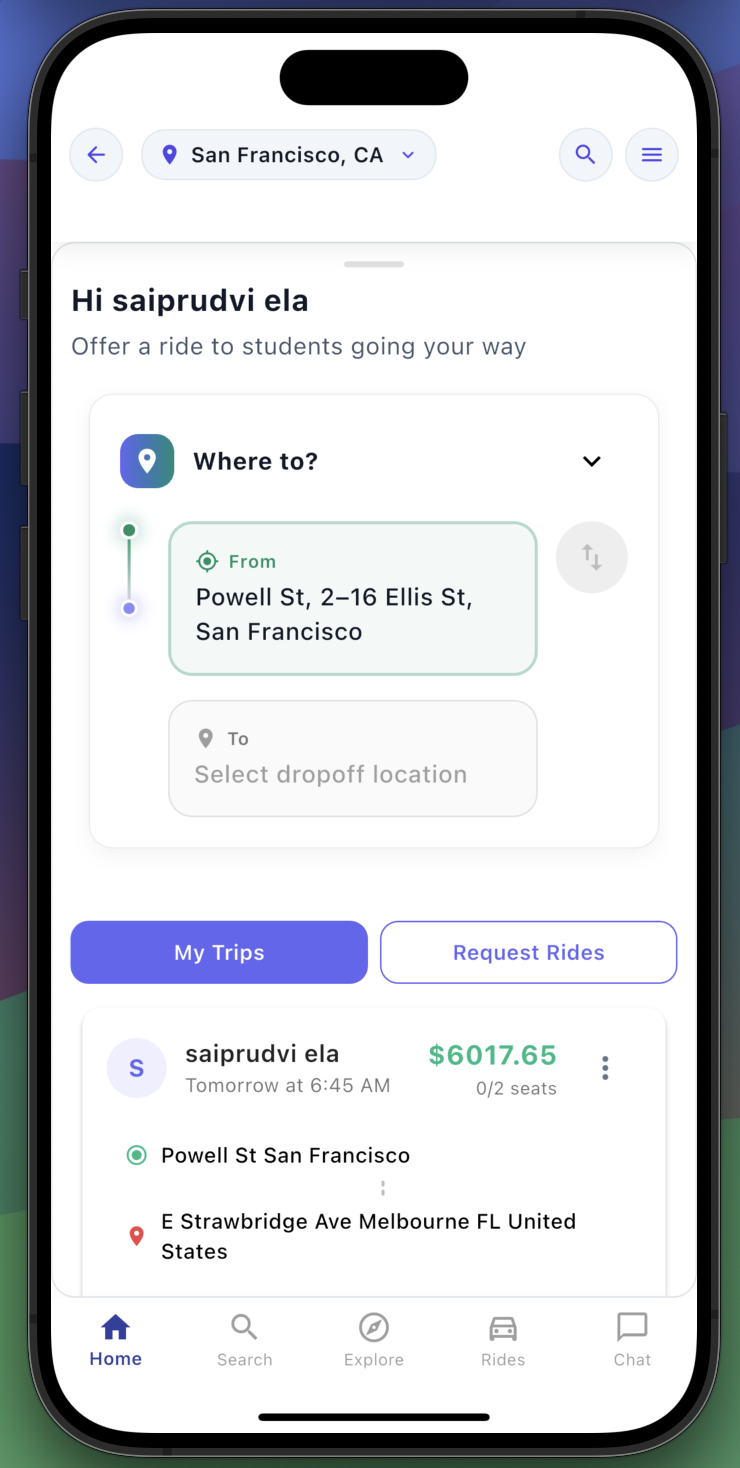 San Francisco, CA
Hi saiprudvi ela
Offer a ride to students going your way
Where to?
From
Powell St, 2–16 Ellis St,
San Francisco
To
Select dropoff location
My Trips
Request Rides
S
saiprudvi ela
$6017.65
Tomorrow at 6:45 AM
0/2 seats
Powell St San Francisco
E Strawbridge Ave Melbourne FL United
States
Home
Search
Explore
Rides
Chat